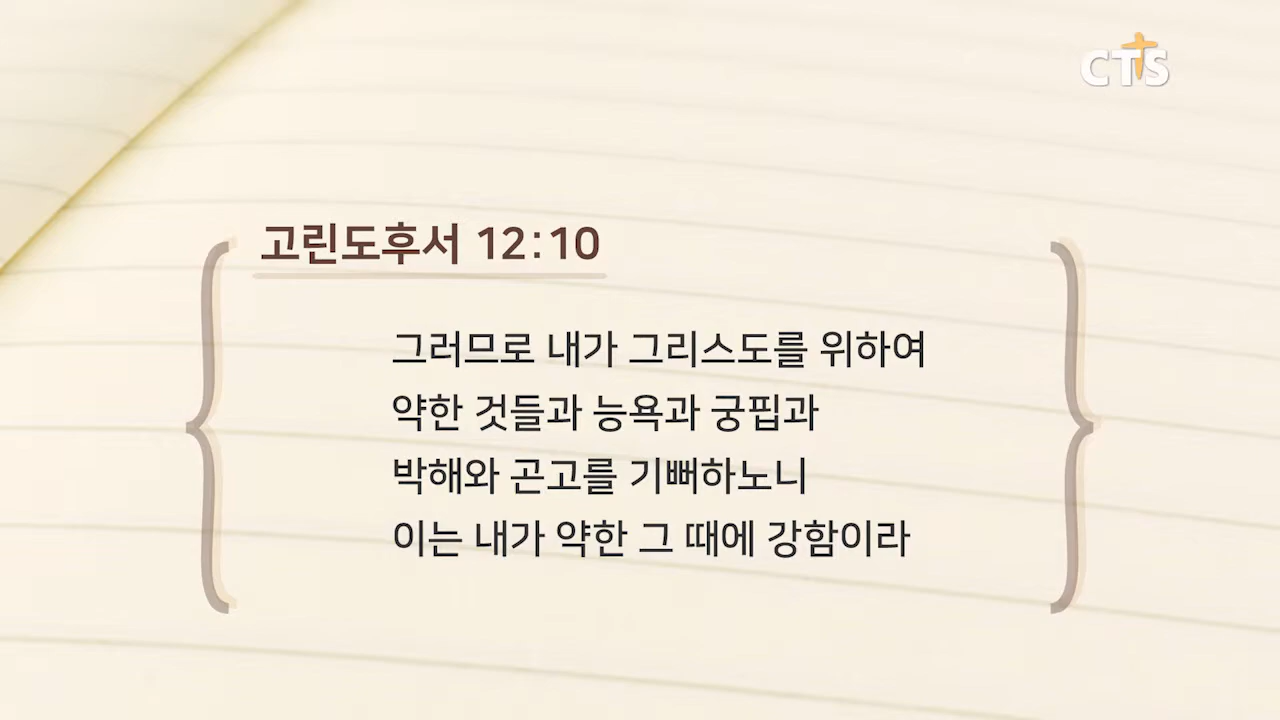 CTS
고린도후서 12:10
그러므로 내가 그리스도를 위하여
약한 것들과 능욕과 궁핍과
박해와 곤고를 기뻐하노니
이는 내가 약한 그 때에 강함이라